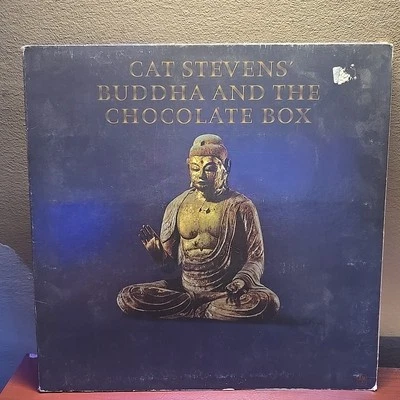 CAT STEVENS'
BUDDHA AND THE
CHOCOLATE BOX